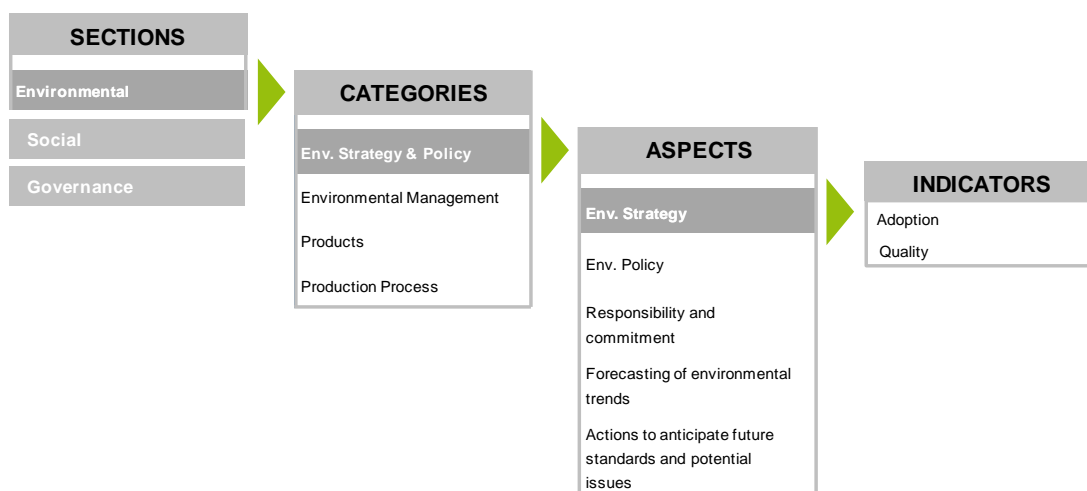 SECTIONS
Environmental
Social
Governance
CATEGORIES
Env. Strategy & Policy
Environmental Management
Products
Production Process
ASPECTS
Env. Strategy
Env. Policy
Responsibility and
commitment
Forecasting of environmental
trends
Actions to anticipate future
standards and potential
issues
INDICATORS
Adoption
Quality